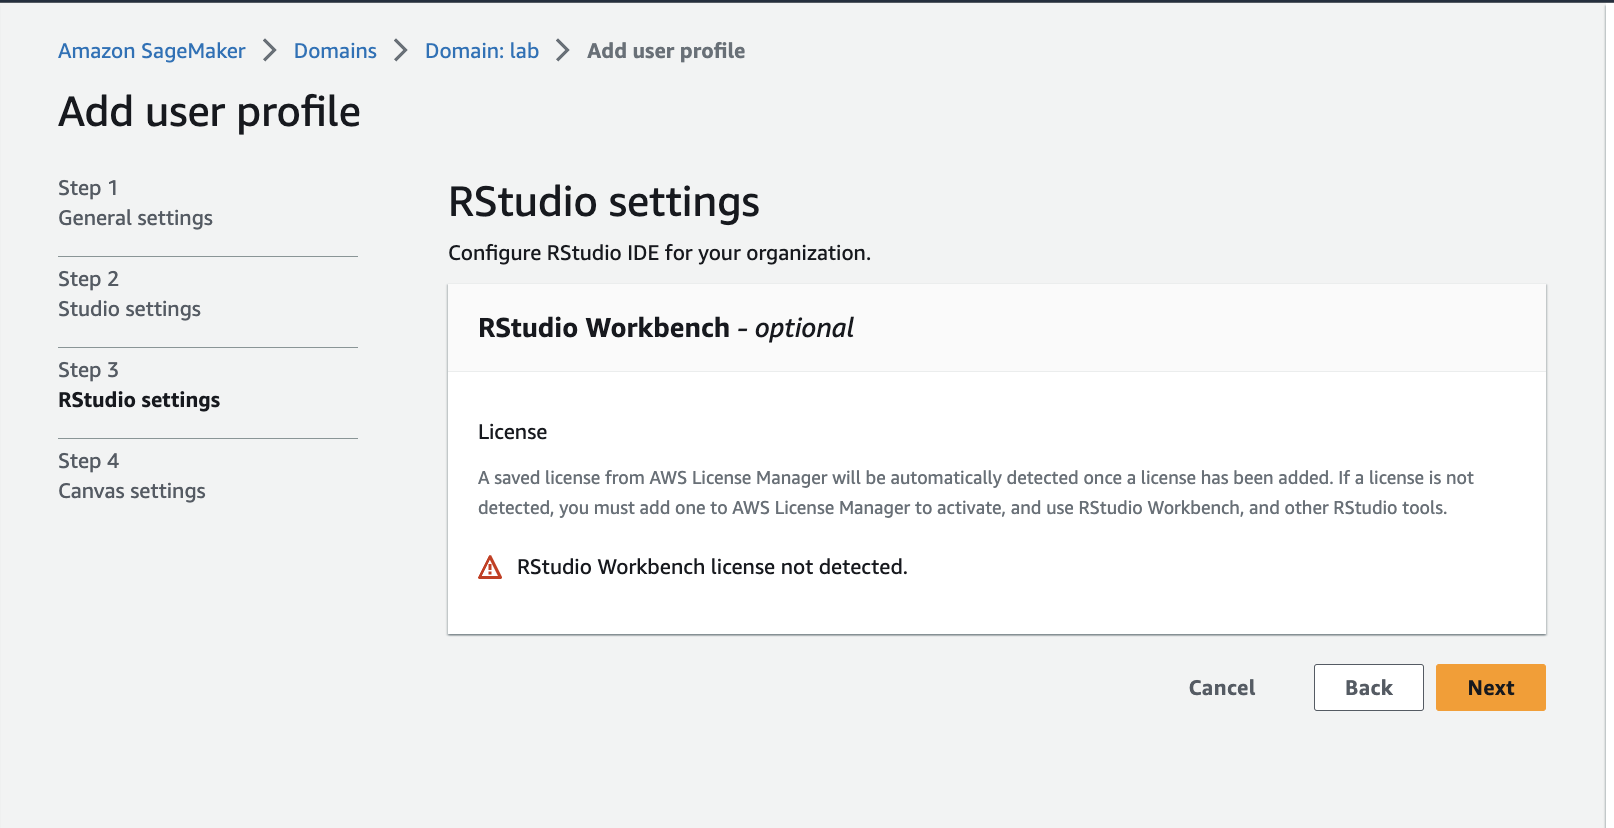 Amazon SageMaker > Domains > Domain: lab > Add user profile
Add user profile
Step 1
General settings
Step 2
Studio settings
Step 3
RStudio settings
Step 4
Canvas settings
RStudio settings
Configure RStudio IDE for your organization.
RStudio Workbench - optional
License
A saved license from AWS License Manager will be automatically detected once a license has been added. If a license is not
detected, you must add one to AWS License Manager to activate, and use RStudio Workbench, and other RStudio tools.
RStudio Workbench license not detected.
Cancel Back Next